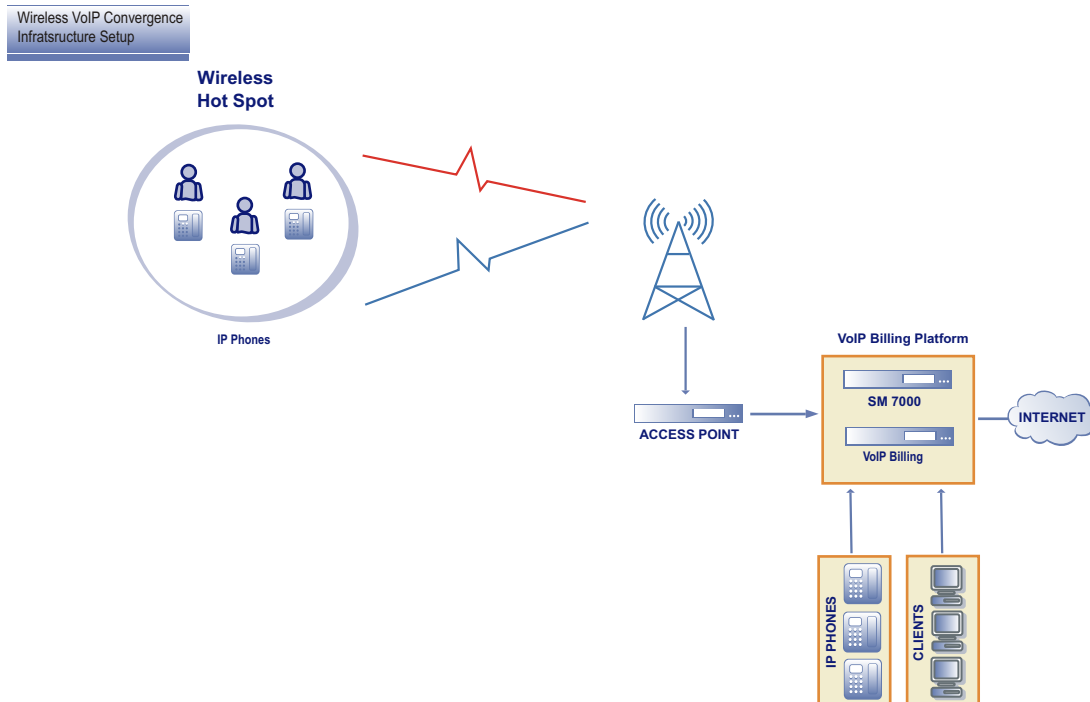 Wireless VoIP Convergence
Infratsructure Setup
Wireless
Hot Spot
IP Phones
VoIP Billing Platform
SM 7000
ACCESS POINT
INTERNET
VoIP Billing
IP PHONES
CLIENTS